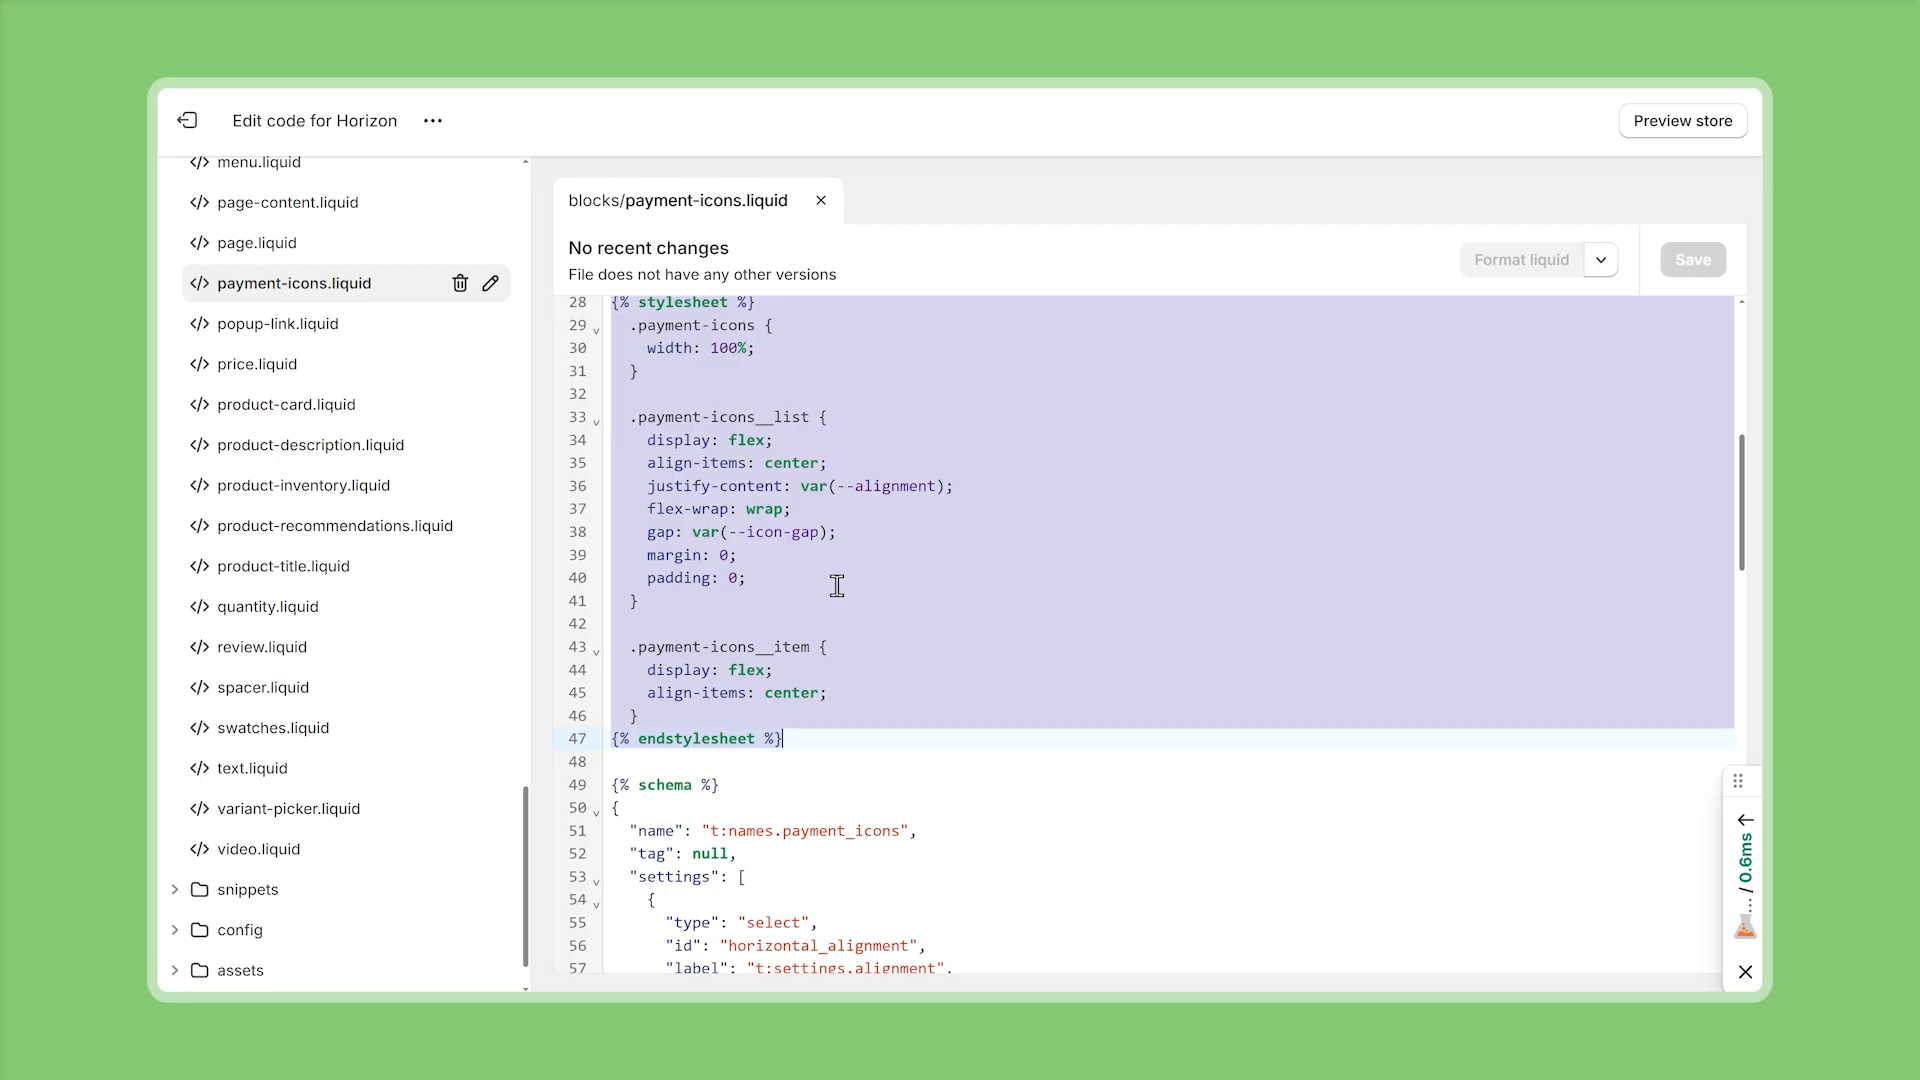 Edit code for Horizon
Preview store
menu.liquid
page-content.liquid
page.liquid
payment-icons.liquid
popup-link.liquid
price.liquid
product-card.liquid
product-description.liquid
product-inventory.liquid
product-recommendations.liquid
product-title.liquid
quantity.liquid
review.liquid
spacer.liquid
swatches.liquid
text.liquid
variant-picker.liquid
video.liquid
snippets
config
assets
blocks/payment-icons.liquid
No recent changes
File does not have any other versions
Format liquid
Save
28 {% stylesheet %}
29 .payment-icons {
30 width: 100%;
31 }
32
33 .payment-icons__list {
34 display: flex;
35 align-items: center;
36 justify-content: var(--alignment);
37 flex-wrap: wrap;
38 gap: var(--icon-gap);
39 margin: 0;
40 padding: 0;
41 }
42
43 .payment-icons__item {
44 display: flex;
45 align-items: center;
46 }
47 {% endstylesheet %}
48
49 {% schema %}
50 {
51 "name": "t:names.payment_icons",
52 "tag": null,
53 "settings": [
54 {
55 "type": "select",
56 "id": "horizontal_alignment",
57 "label": "t:settings.alignment",
... / 0.6ms